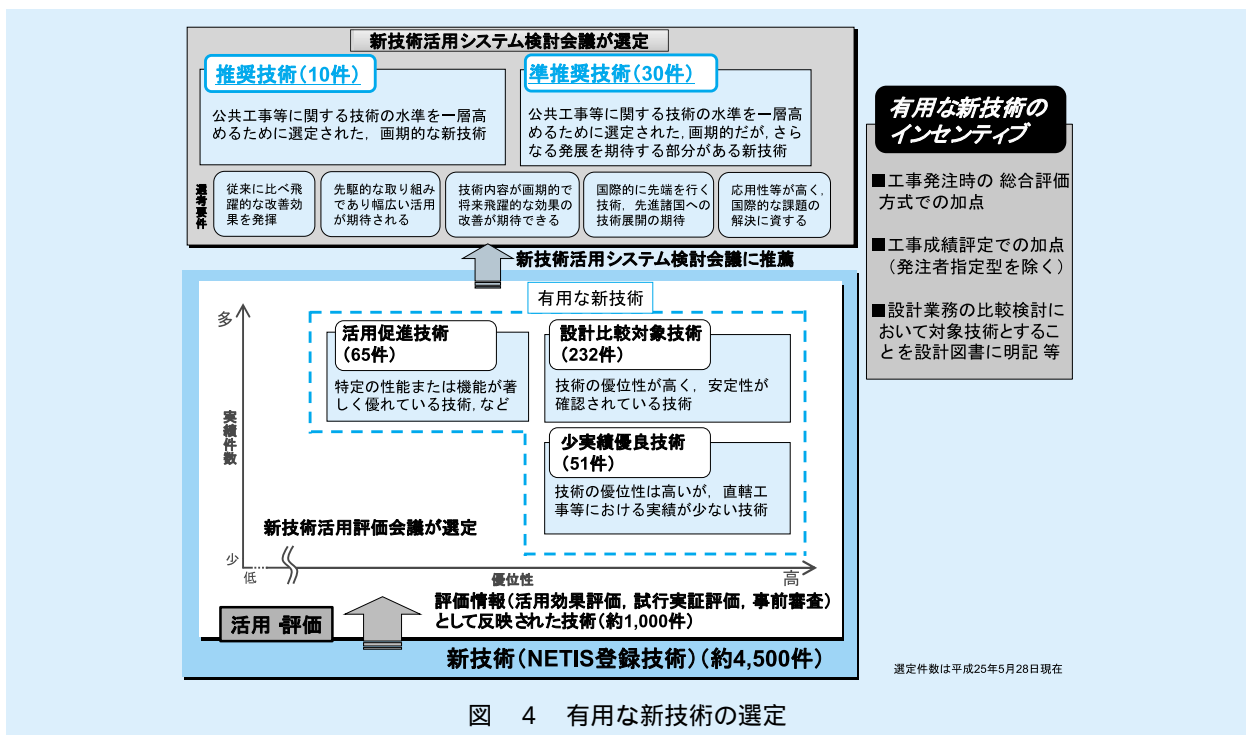 新技術活用システム検討会議が選定
推奨技術(10件)
公共工事等に関する技術の水準を一層高
めるために選定された，画期的な新技術
準推奨技術(30件)
公共工事等に関する技術の水準を一層高
めるために選定された,画期的だが，さら
なる発展を期待する部分がある新技術
選考要件
従来に比べ飛
躍的な改善効
果を発揮
先駆的な取り組み
であり幅広い活用
が期待される
技術内容が画期的で
将来飛躍的な効果の
改善が期待できる
国際的に先端を行く
技術，先進諸国への
技術展開の期待
応用性等が高く，
国際的な課題の
解決に資する
新技術活用システム検討会議に推薦
有用な新技術
多
活用促進技術
(65件)
特定の性能または機能が著
しく優れている技術,など
設計比較対象技術
(232件)
技術の優位性が高く，安定性が
確認されている技術
少実績優良技術
(51件)
技術の優位性は高いが，直轄工
事等における実績が少ない技術
実績件数
新技術活用評価会議が選定
少
低
優位性
高
活用・評価
評価情報(活用効果評価，試行実証評価，事前審査)
として反映された技術(約1,000件)
新技術(NETIS登録技術)(約4,500件)
有用な新技術の
インセンティブ
■工事発注時の 総合評価
方式での加点
■工事成績評定での加点
(発注者指定型を除く)
■設計業務の比較検討に
おいて対象技術とするこ
とを設計図書に明記 等
選定件数は平成25年5月28日現在
図 4 有用な新技術の選定